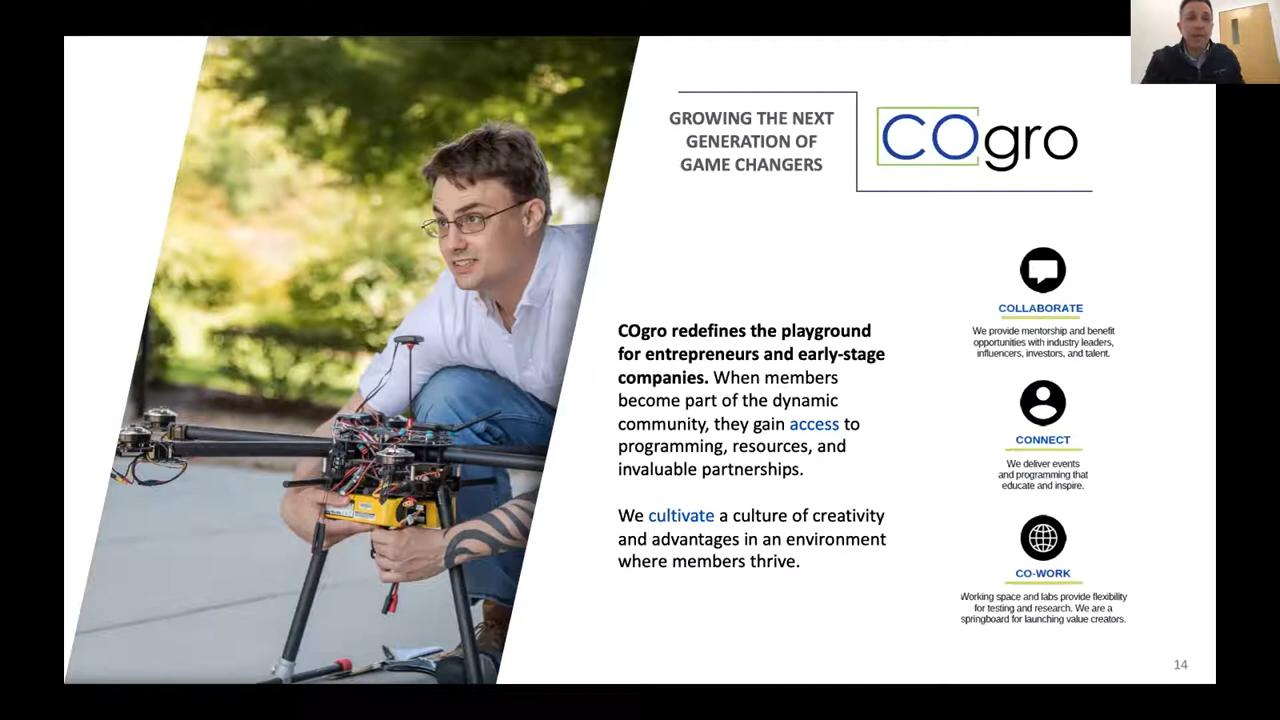 GROWING THE NEXT
GENERATION OF
GAME CHANGERS
COgro
COgro redefines the playground
for entrepreneurs and early-stage
companies. When members
become part of the dynamic
community, they gain access to
programming, resources, and
invaluable partnerships.
We cultivate a culture of creativity
and advantages in an environment
where members thrive.
COLLABORATE
We provide mentorship and benefit
opportunities with industry leaders,
influencers, investors, and talent.
CONNECT
We deliver events
and programming that
educate and inspire.
CO-WORK
Working space and labs provide flexibility
for testing and research. We are a
springboard for launching value creators.
14